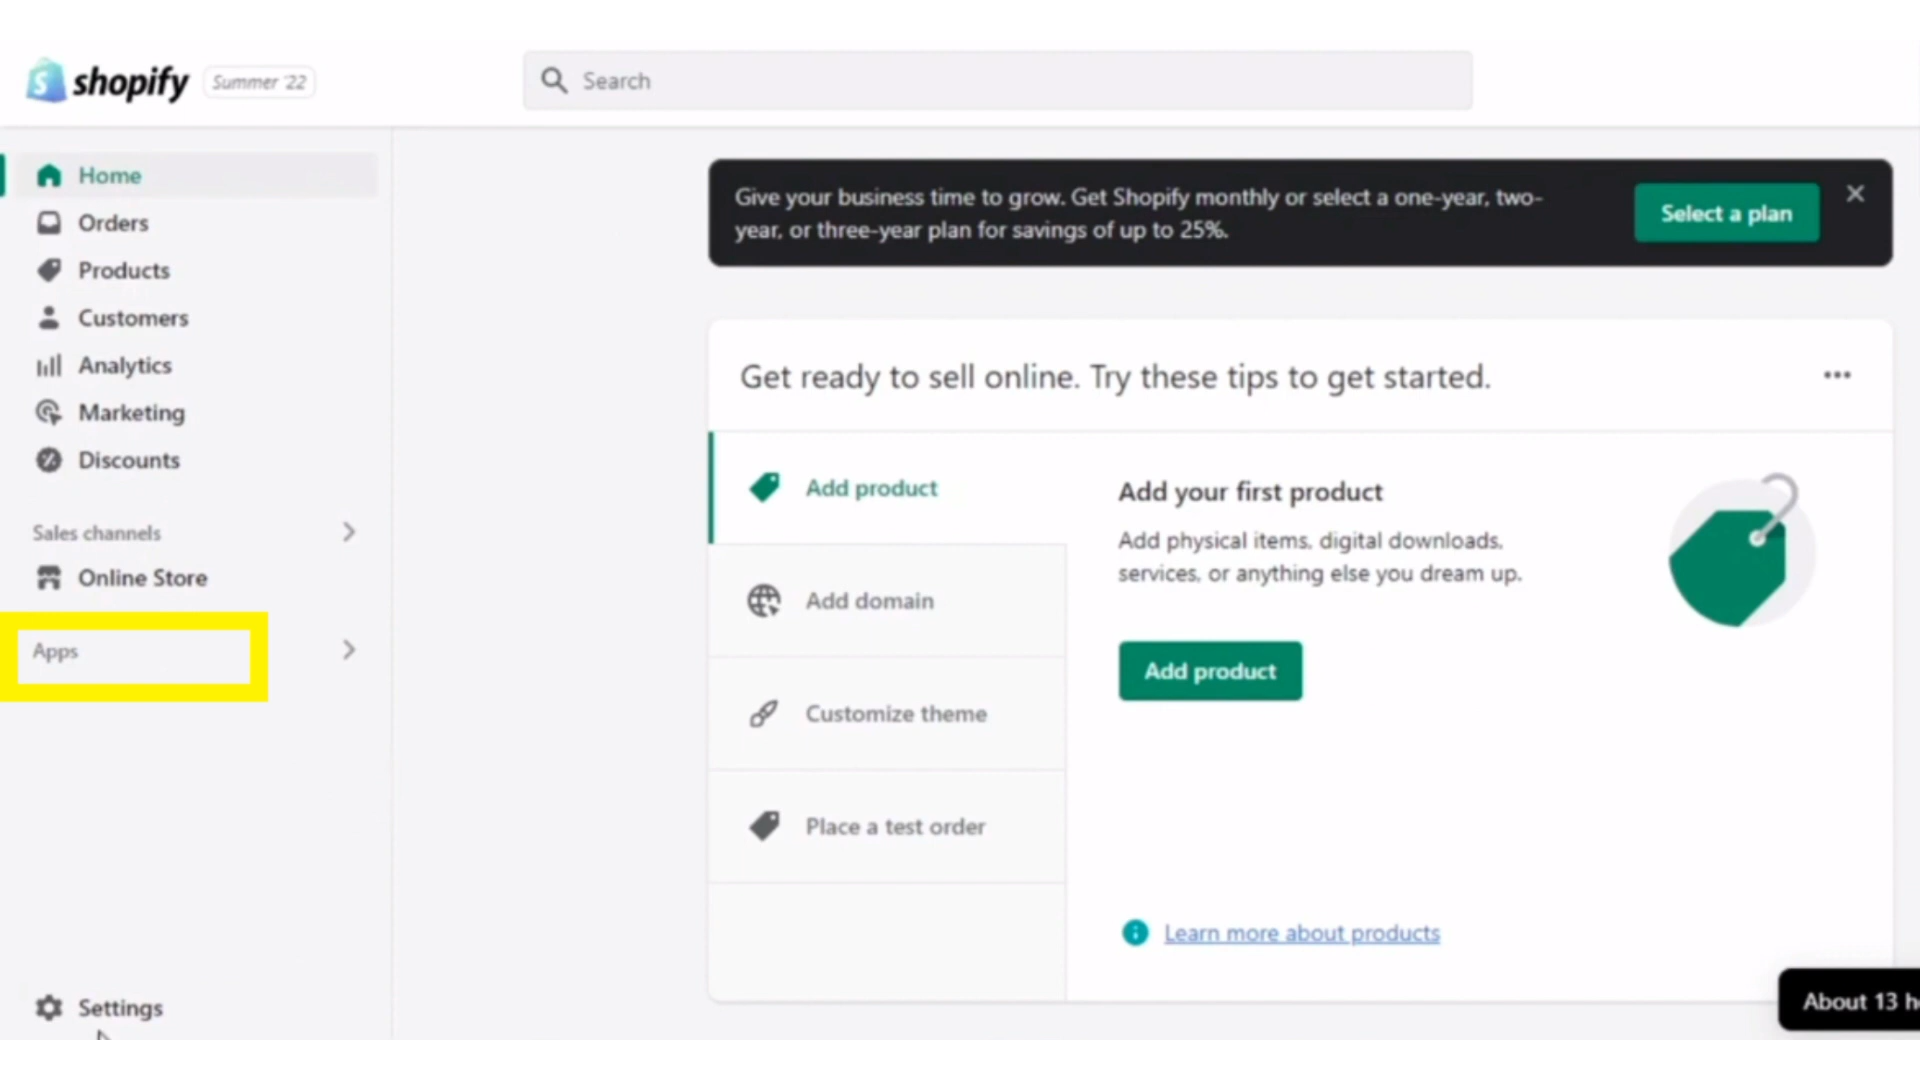 shopify Summer '22
Search
Home
Orders
Products
Customers
Analytics
Marketing
Discounts
Sales channels
Online Store
Apps
Settings
Give your business time to grow. Get Shopify monthly or select a one-year, two-
year, or three-year plan for savings of up to 25%.
Select a plan
Get ready to sell online. Try these tips to get started.
Add product
Add domain
Customize theme
Place a test order
Add your first product
Add physical items, digital downloads,
services, or anything else you dream up.
Add product
Learn more about products
About 13 h